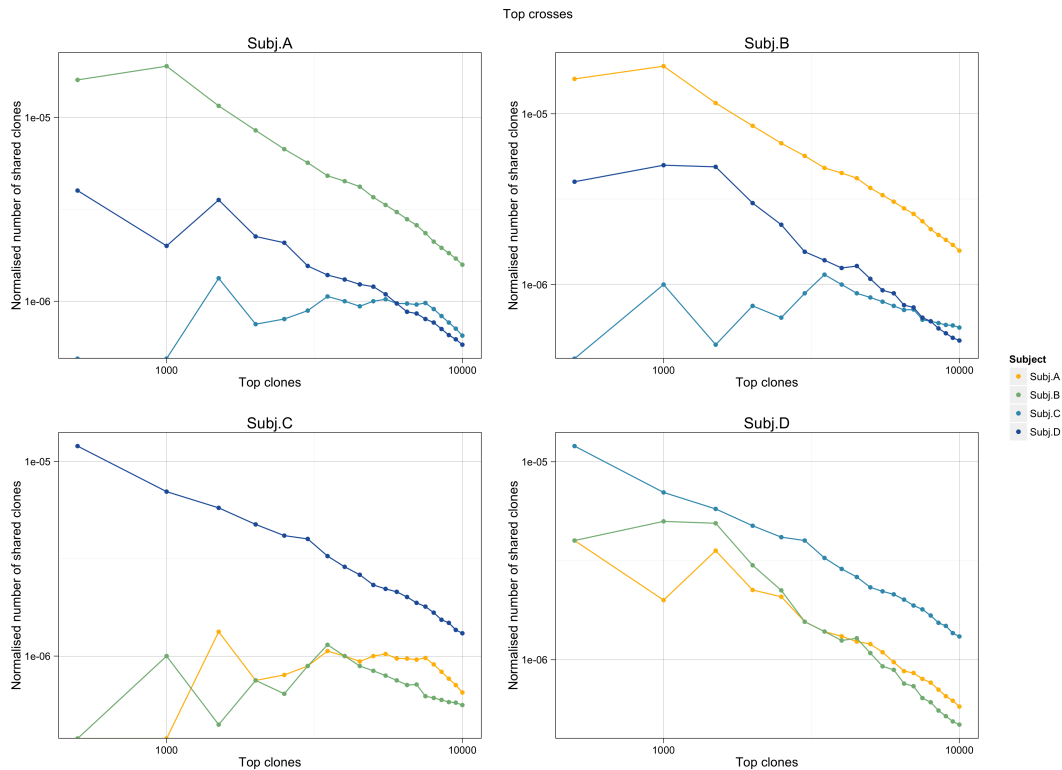 Top crosses
Subj.A
Normalised number of shared clones
1e-05
1e-06
1000
10000
Top clones
Subj.B
Normalised number of shared clones
1e-05
1e-06
1000
10000
Top clones
Subj.C
Normalised number of shared clones
1e-05
1e-06
1000
10000
Top clones
Subj.D
Normalised number of shared clones
1e-05
1e-06
1000
10000
Top clones
Subject
Subj.A
Subj.B
Subj.C
Subj.D